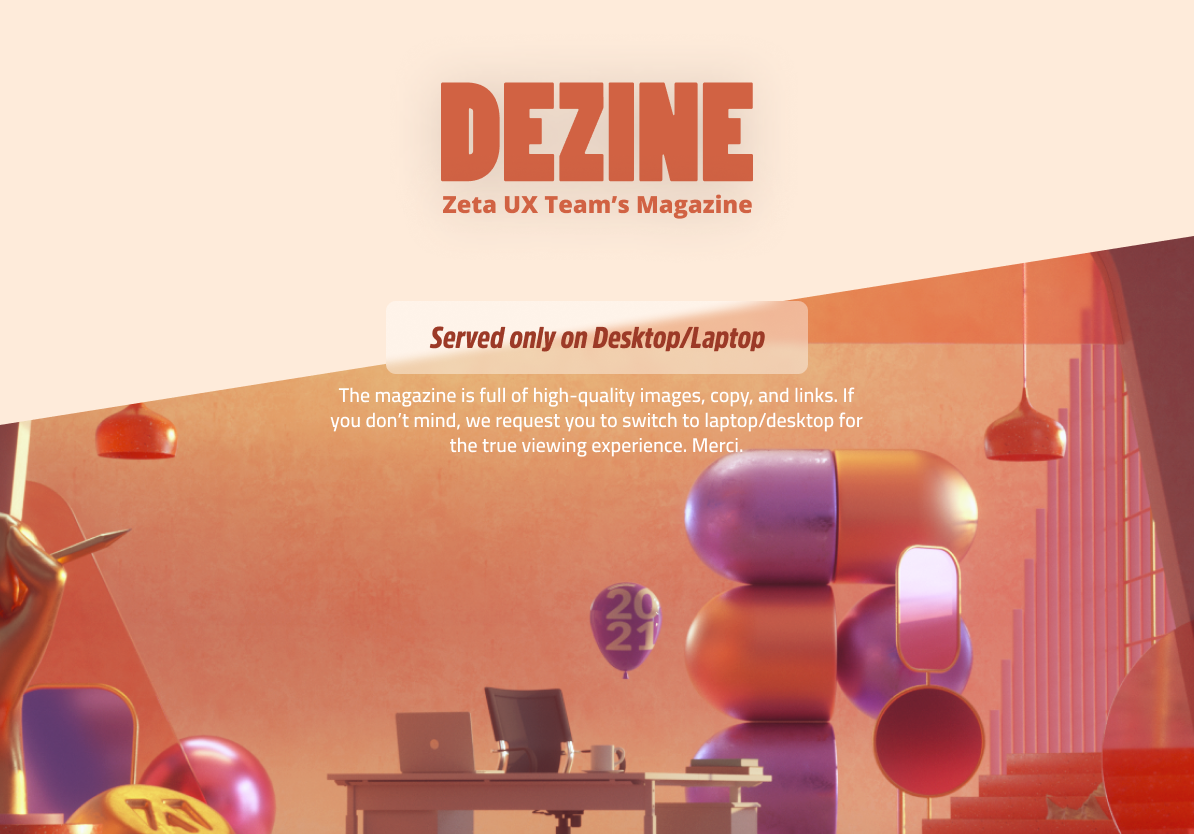 DEZINE
Zeta UX Team’s Magazine
Served only on Desktop/Laptop
The magazine is full of high-quality images, copy, and links. If
you don’t mind, we request you to switch to laptop/desktop for
the true viewing experience. Merci.
20
21